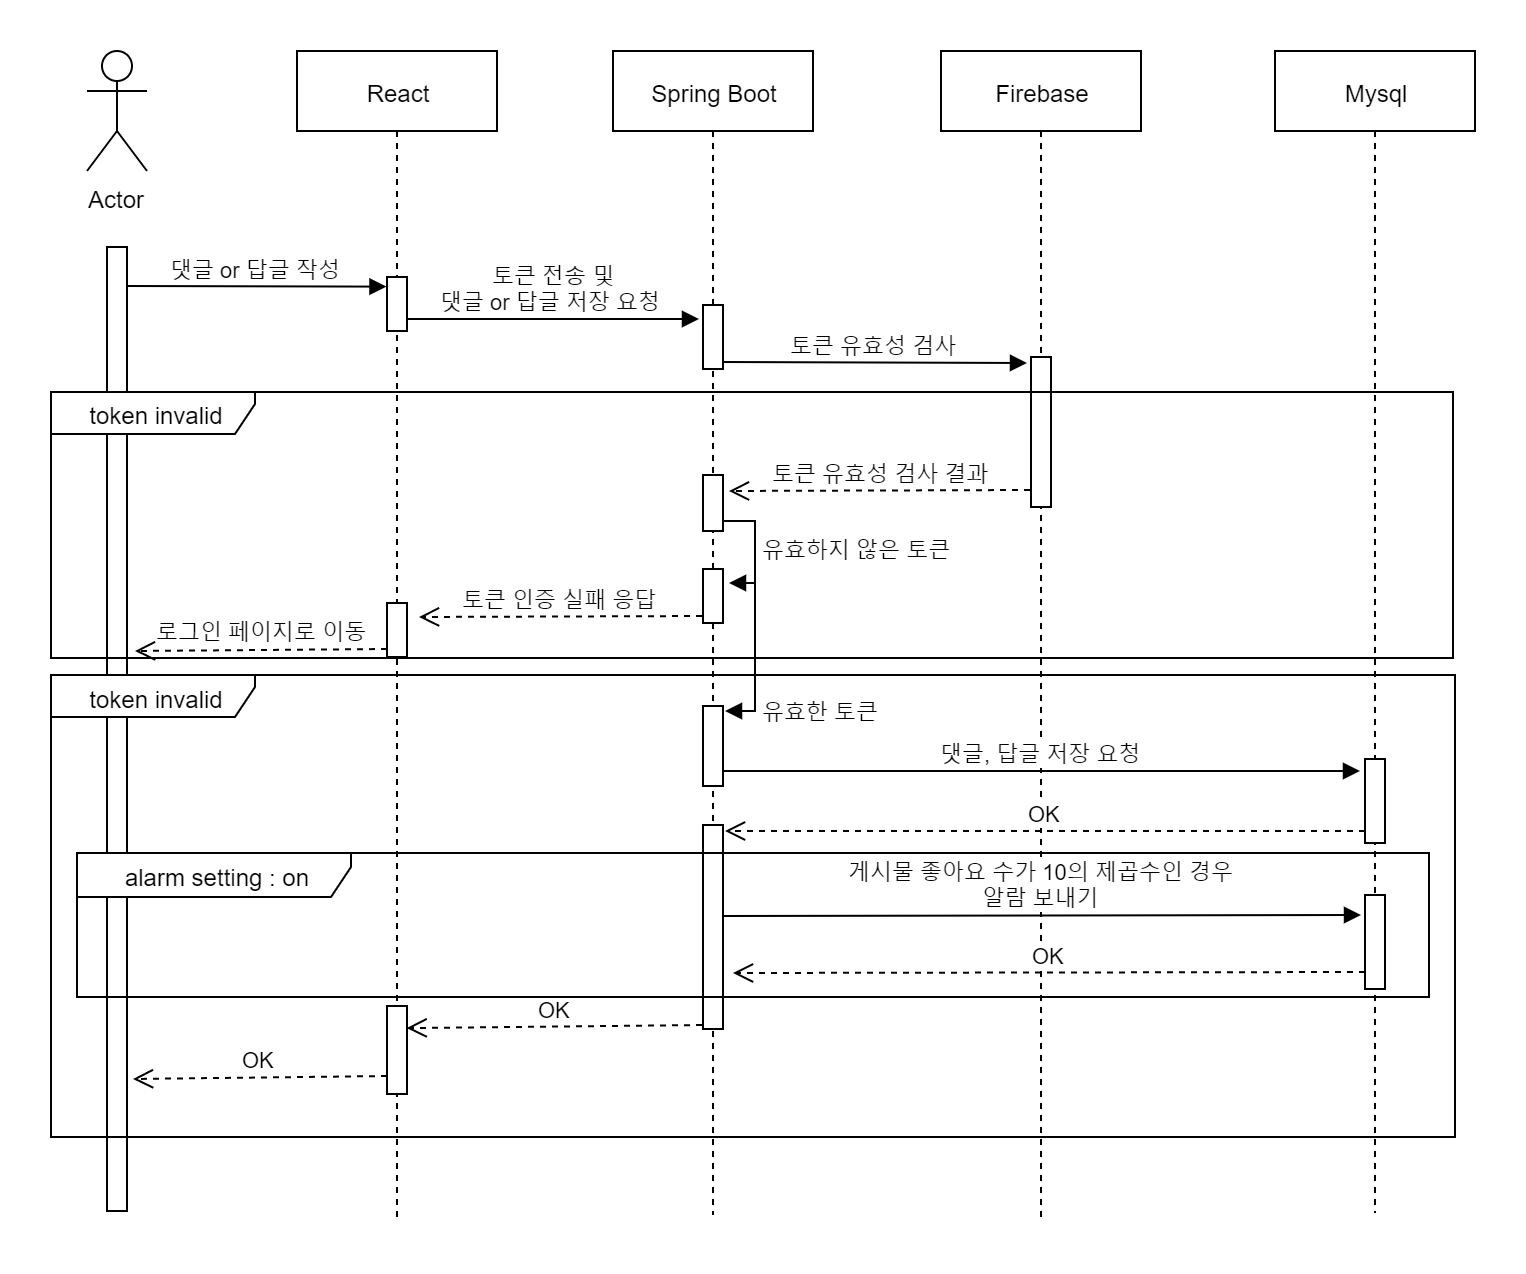 React
Spring Boot
Firebase
Mysql
Actor
댓글 or 답글 작성
토큰 전송 및
댓글 or 답글 저장 요청
토큰 유효성 검사
token invalid
토큰 유효성 검사 결과
유효하지 않은 토큰
토큰 인증 실패 응답
로그인 페이지로 이동
token invalid
유효한 토큰
댓글, 답글 저장 요청
OK
alarm setting : on
게시물 좋아요 수가 10의 제곱수인 경우
알람 보내기
OK
OK
OK